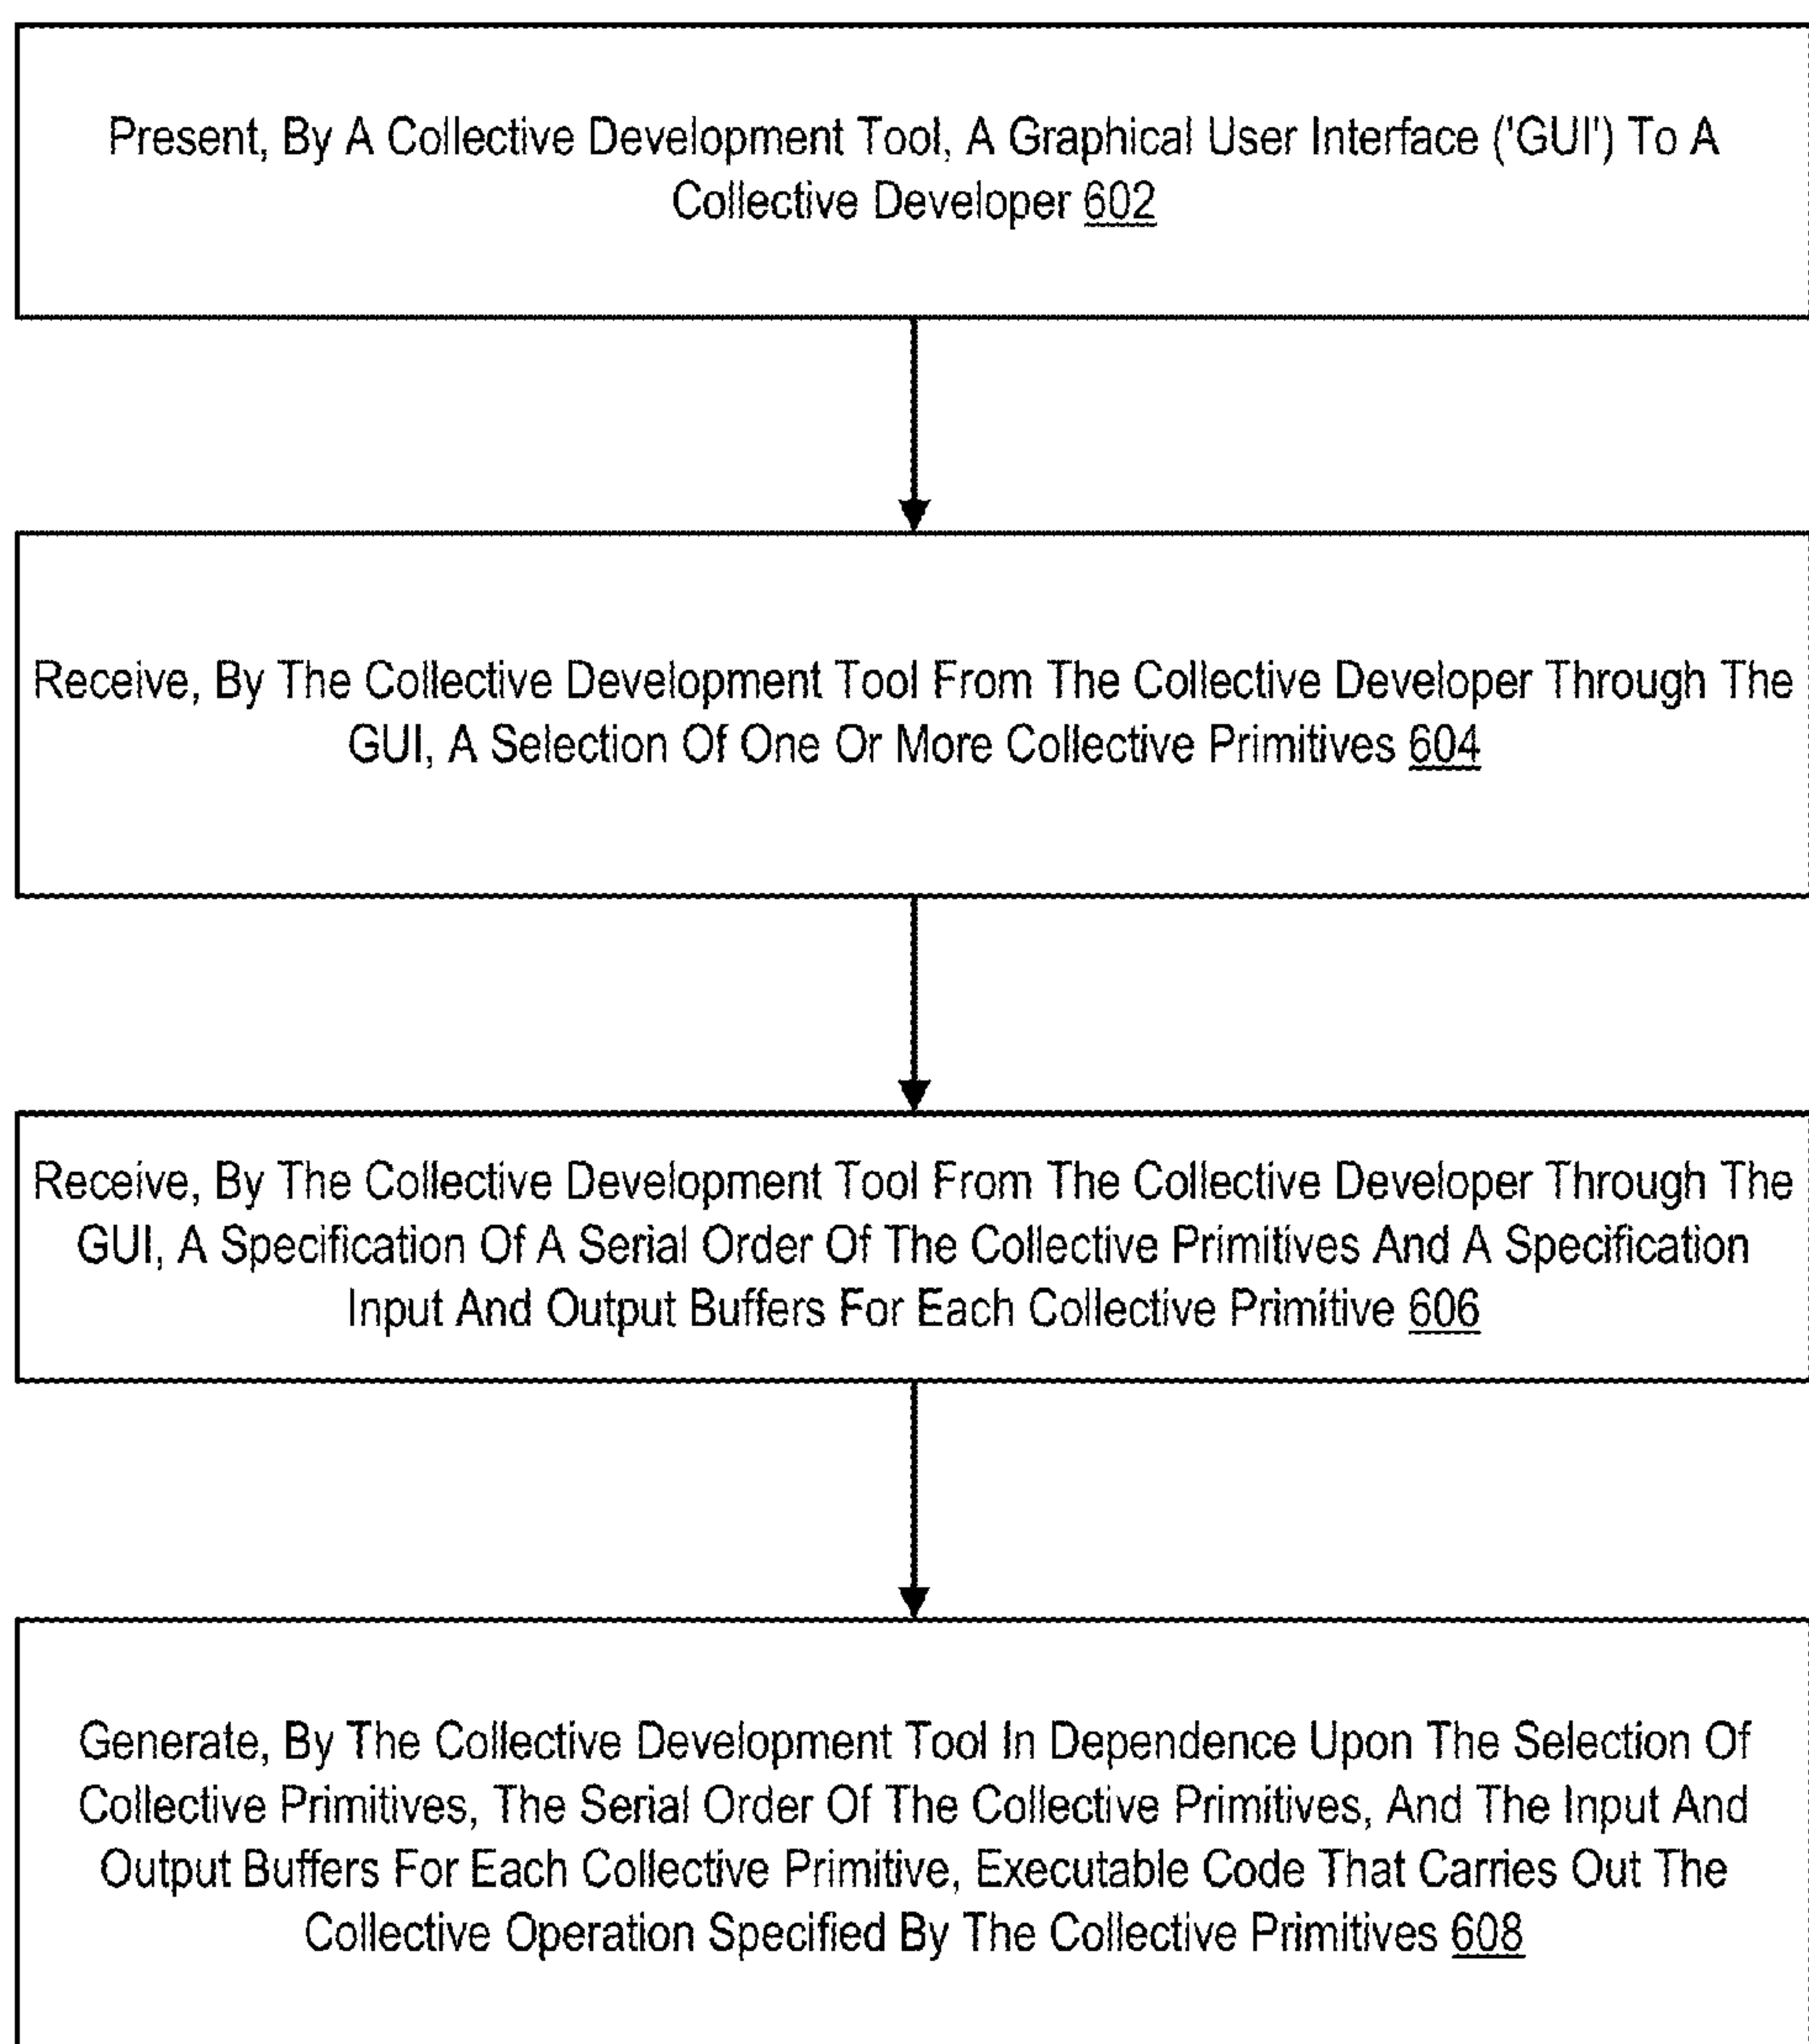 Present, By A Collective Development Tool, A Graphical User Interface ('GUI') To A
Collective Developer 602
Receive, By The Collective Development Tool From The Collective Developer Through The
GUI, A Selection Of One Or More Collective Primitives 604
Receive, By The Collective Development Tool From The Collective Developer Through The
GUI, A Specification Of A Serial Order Of The Collective Primitives And A Specification
Input And Output Buffers For Each Collective Primitive 606
Generate, By The Collective Development Tool In Dependence Upon The Selection Of
Collective Primitives, The Serial Order Of The Collective Primitives, And The Input And
Output Buffers For Each Collective Primitive, Executable Code That Carries Out The
Collective Operation Specified By The Collective Primitives 608